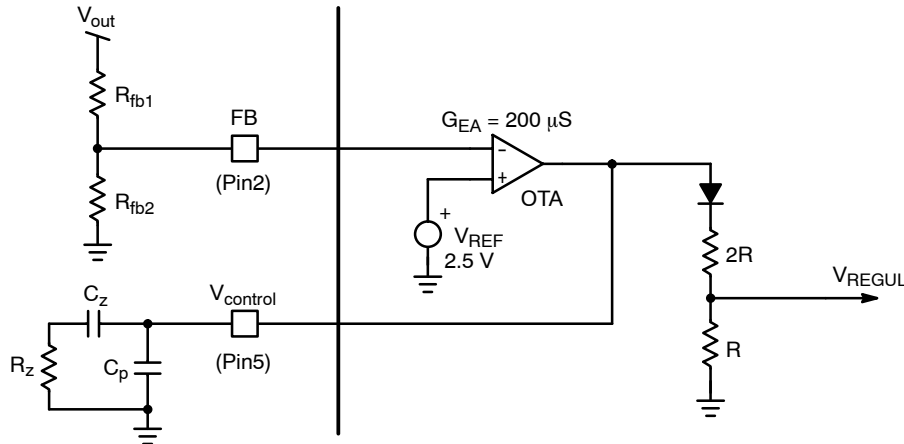 Vout
Rfb1
FB
(Pin2)
Rfb2
GEA = 200 μS
−
+
OTA
+
VREF
2.5 V
2R
VREGUL
R
Cz
Vcontrol
(Pin5)
Rz
Cp